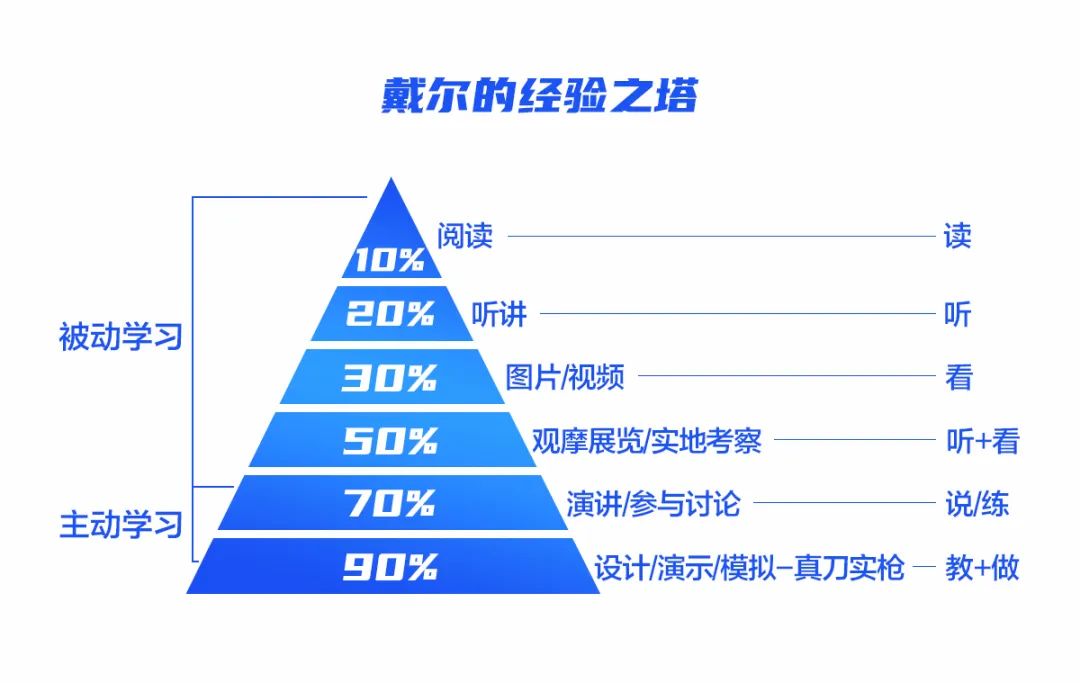 戴尔的经验之塔
阅读 读
10%
20% 听讲 听
被动学习
30% 图片/视频 看
50% 观摩展览/实地考察 听+看
70% 演讲/参与讨论 说/练
主动学习
90% 设计/演示/模拟-真刀实枪 教+做